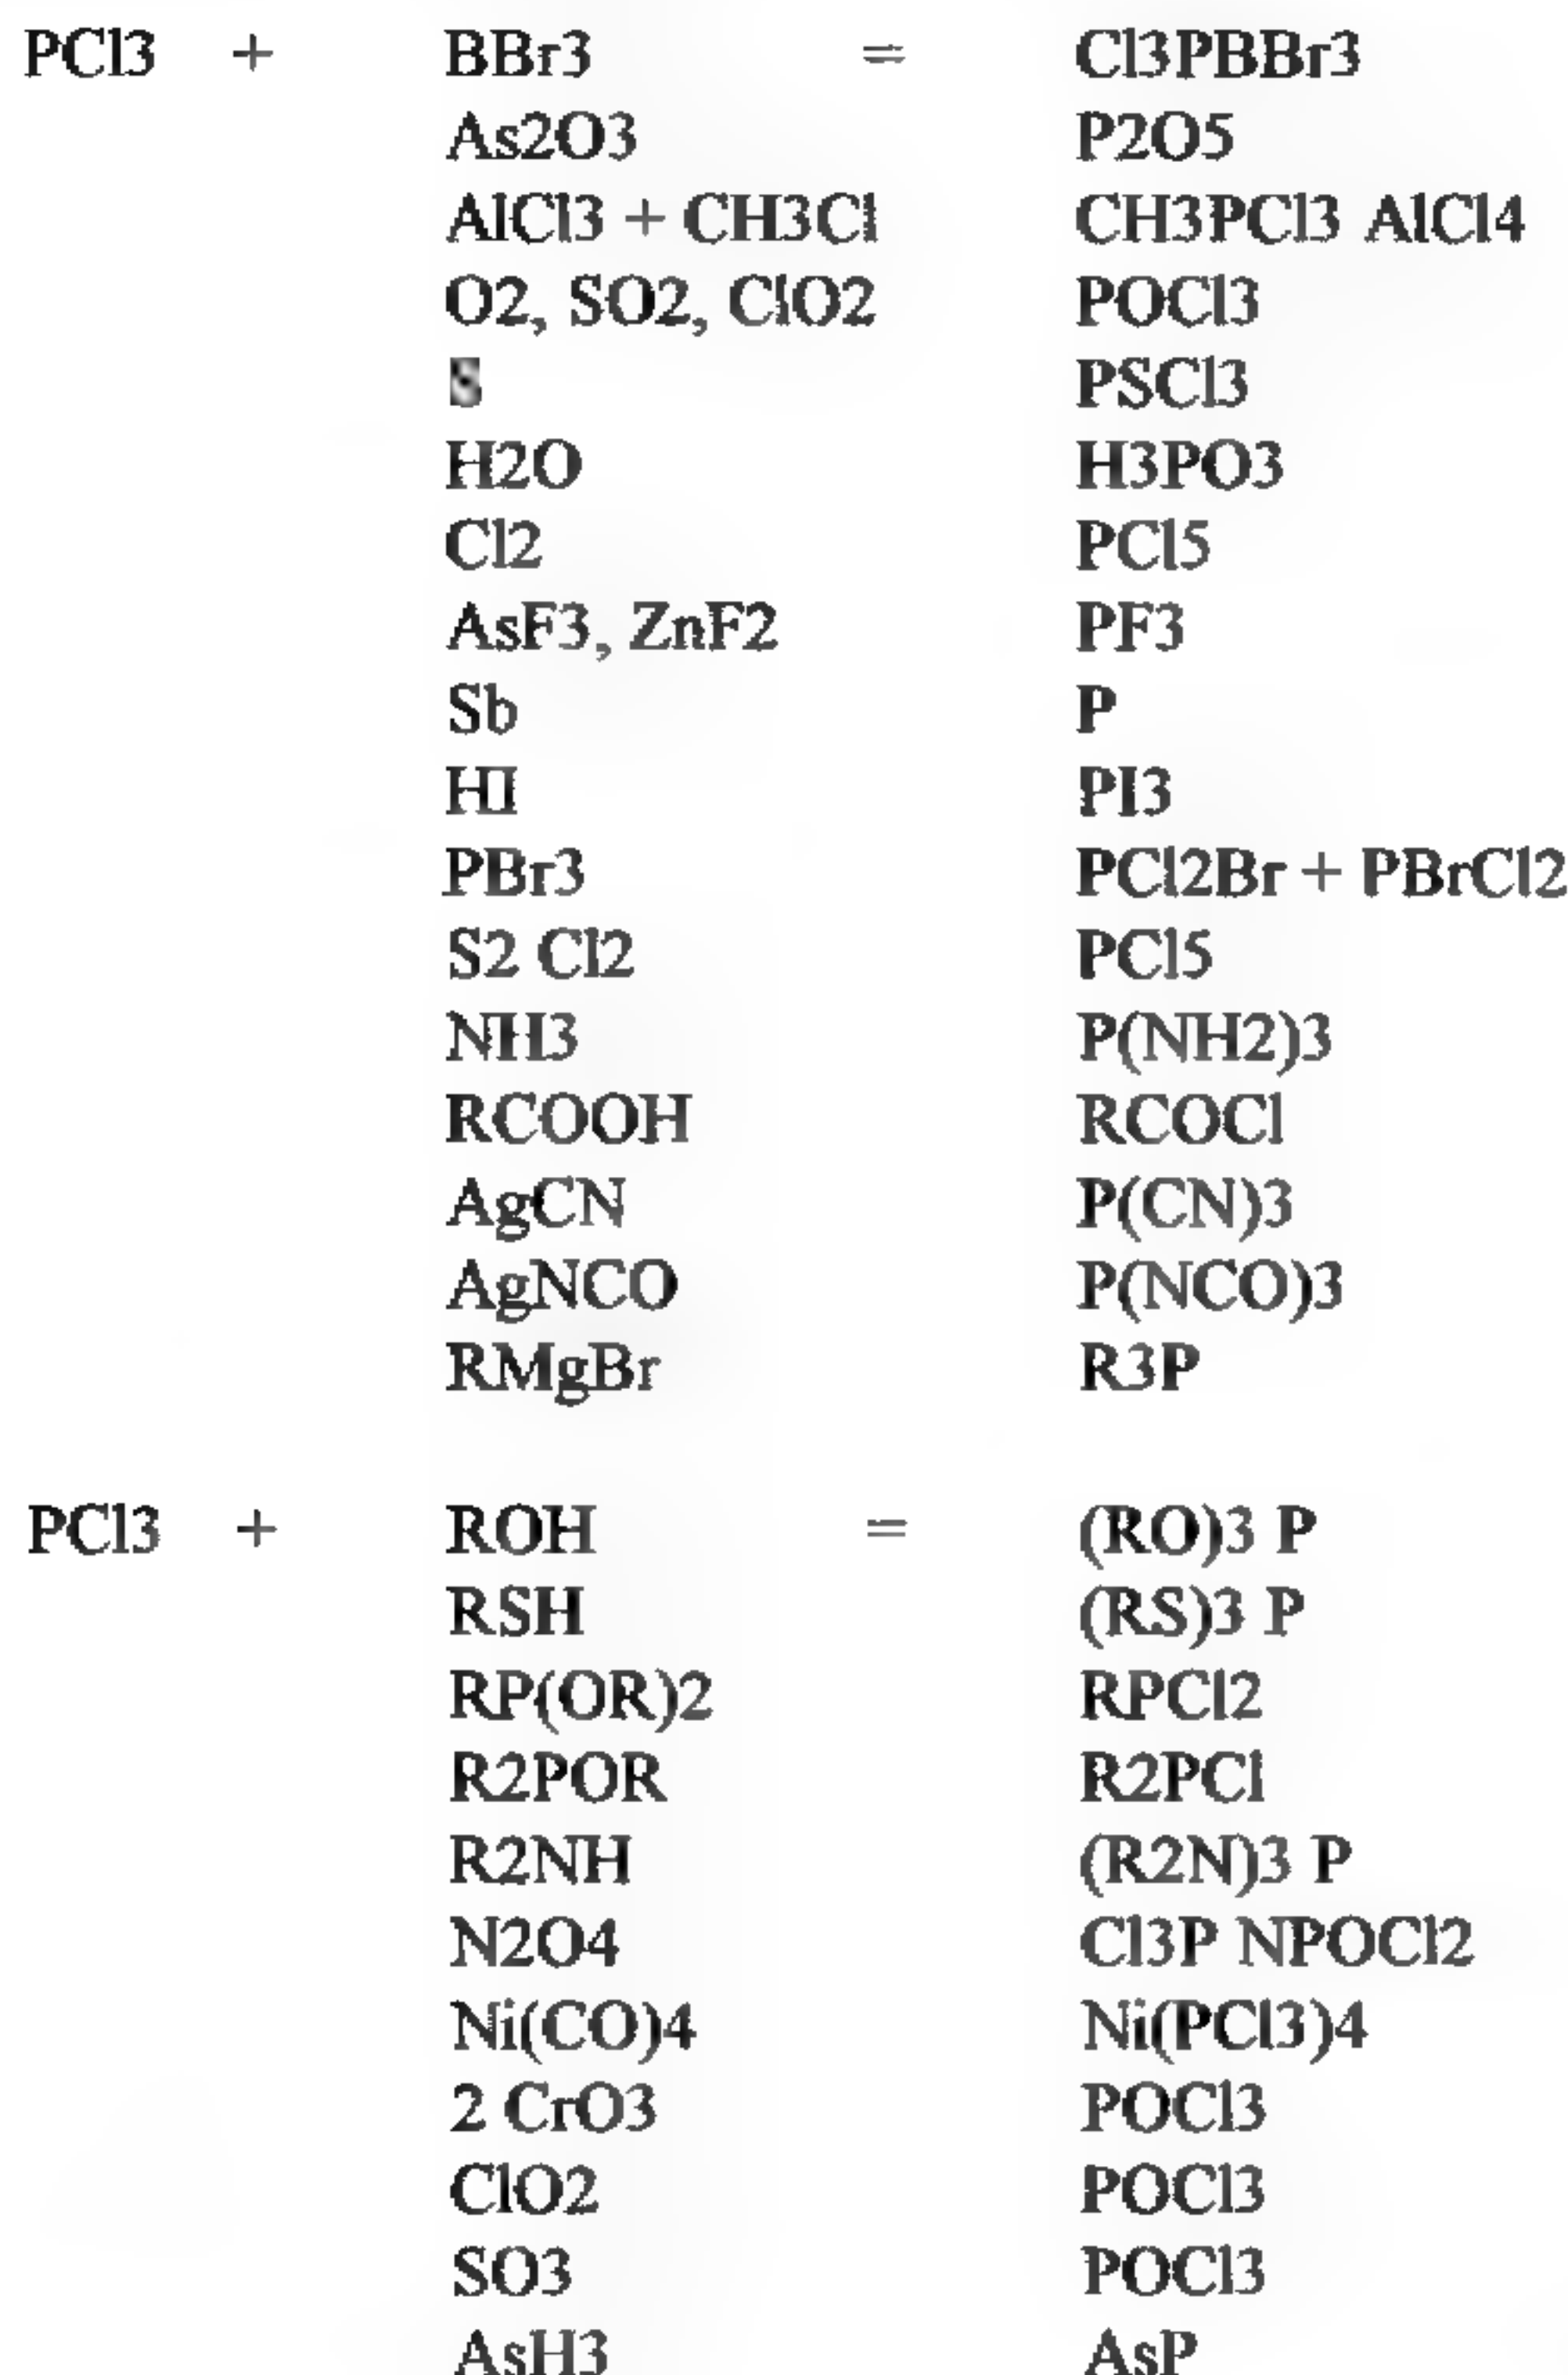 PCl3 + BBr3 = Cl3PBBr3
As2O3 P2O5
AlCl3 + CH3Cl CH3PCl3 AlCl4
O2, SO2, ClO2 POCl3
S PSCl3
H2O H3PO3
Cl2 PCl5
AsF3, ZnF2 PF3
Sb P
HI PI3
PBr3 PCl2Br + PBrCl2
S2 Cl2 PCl5
NH3 P(NH2)3
RCOOH RCOCl
AgCN P(CN)3
AgNCO P(NCO)3
RMgBr R3P
PCl3 + ROH = (RO)3 P
RSH (RS)3 P
RP(OR)2 RPCl2
R2POR R2PCl
R2NH (R2N)3 P
N2O4 Cl3P NPOCl2
Ni(CO)4 Ni(PCl3)4
2 CrO3 POCl3
ClO2 POCl3
SO3 POCl3
AsH3 AsP